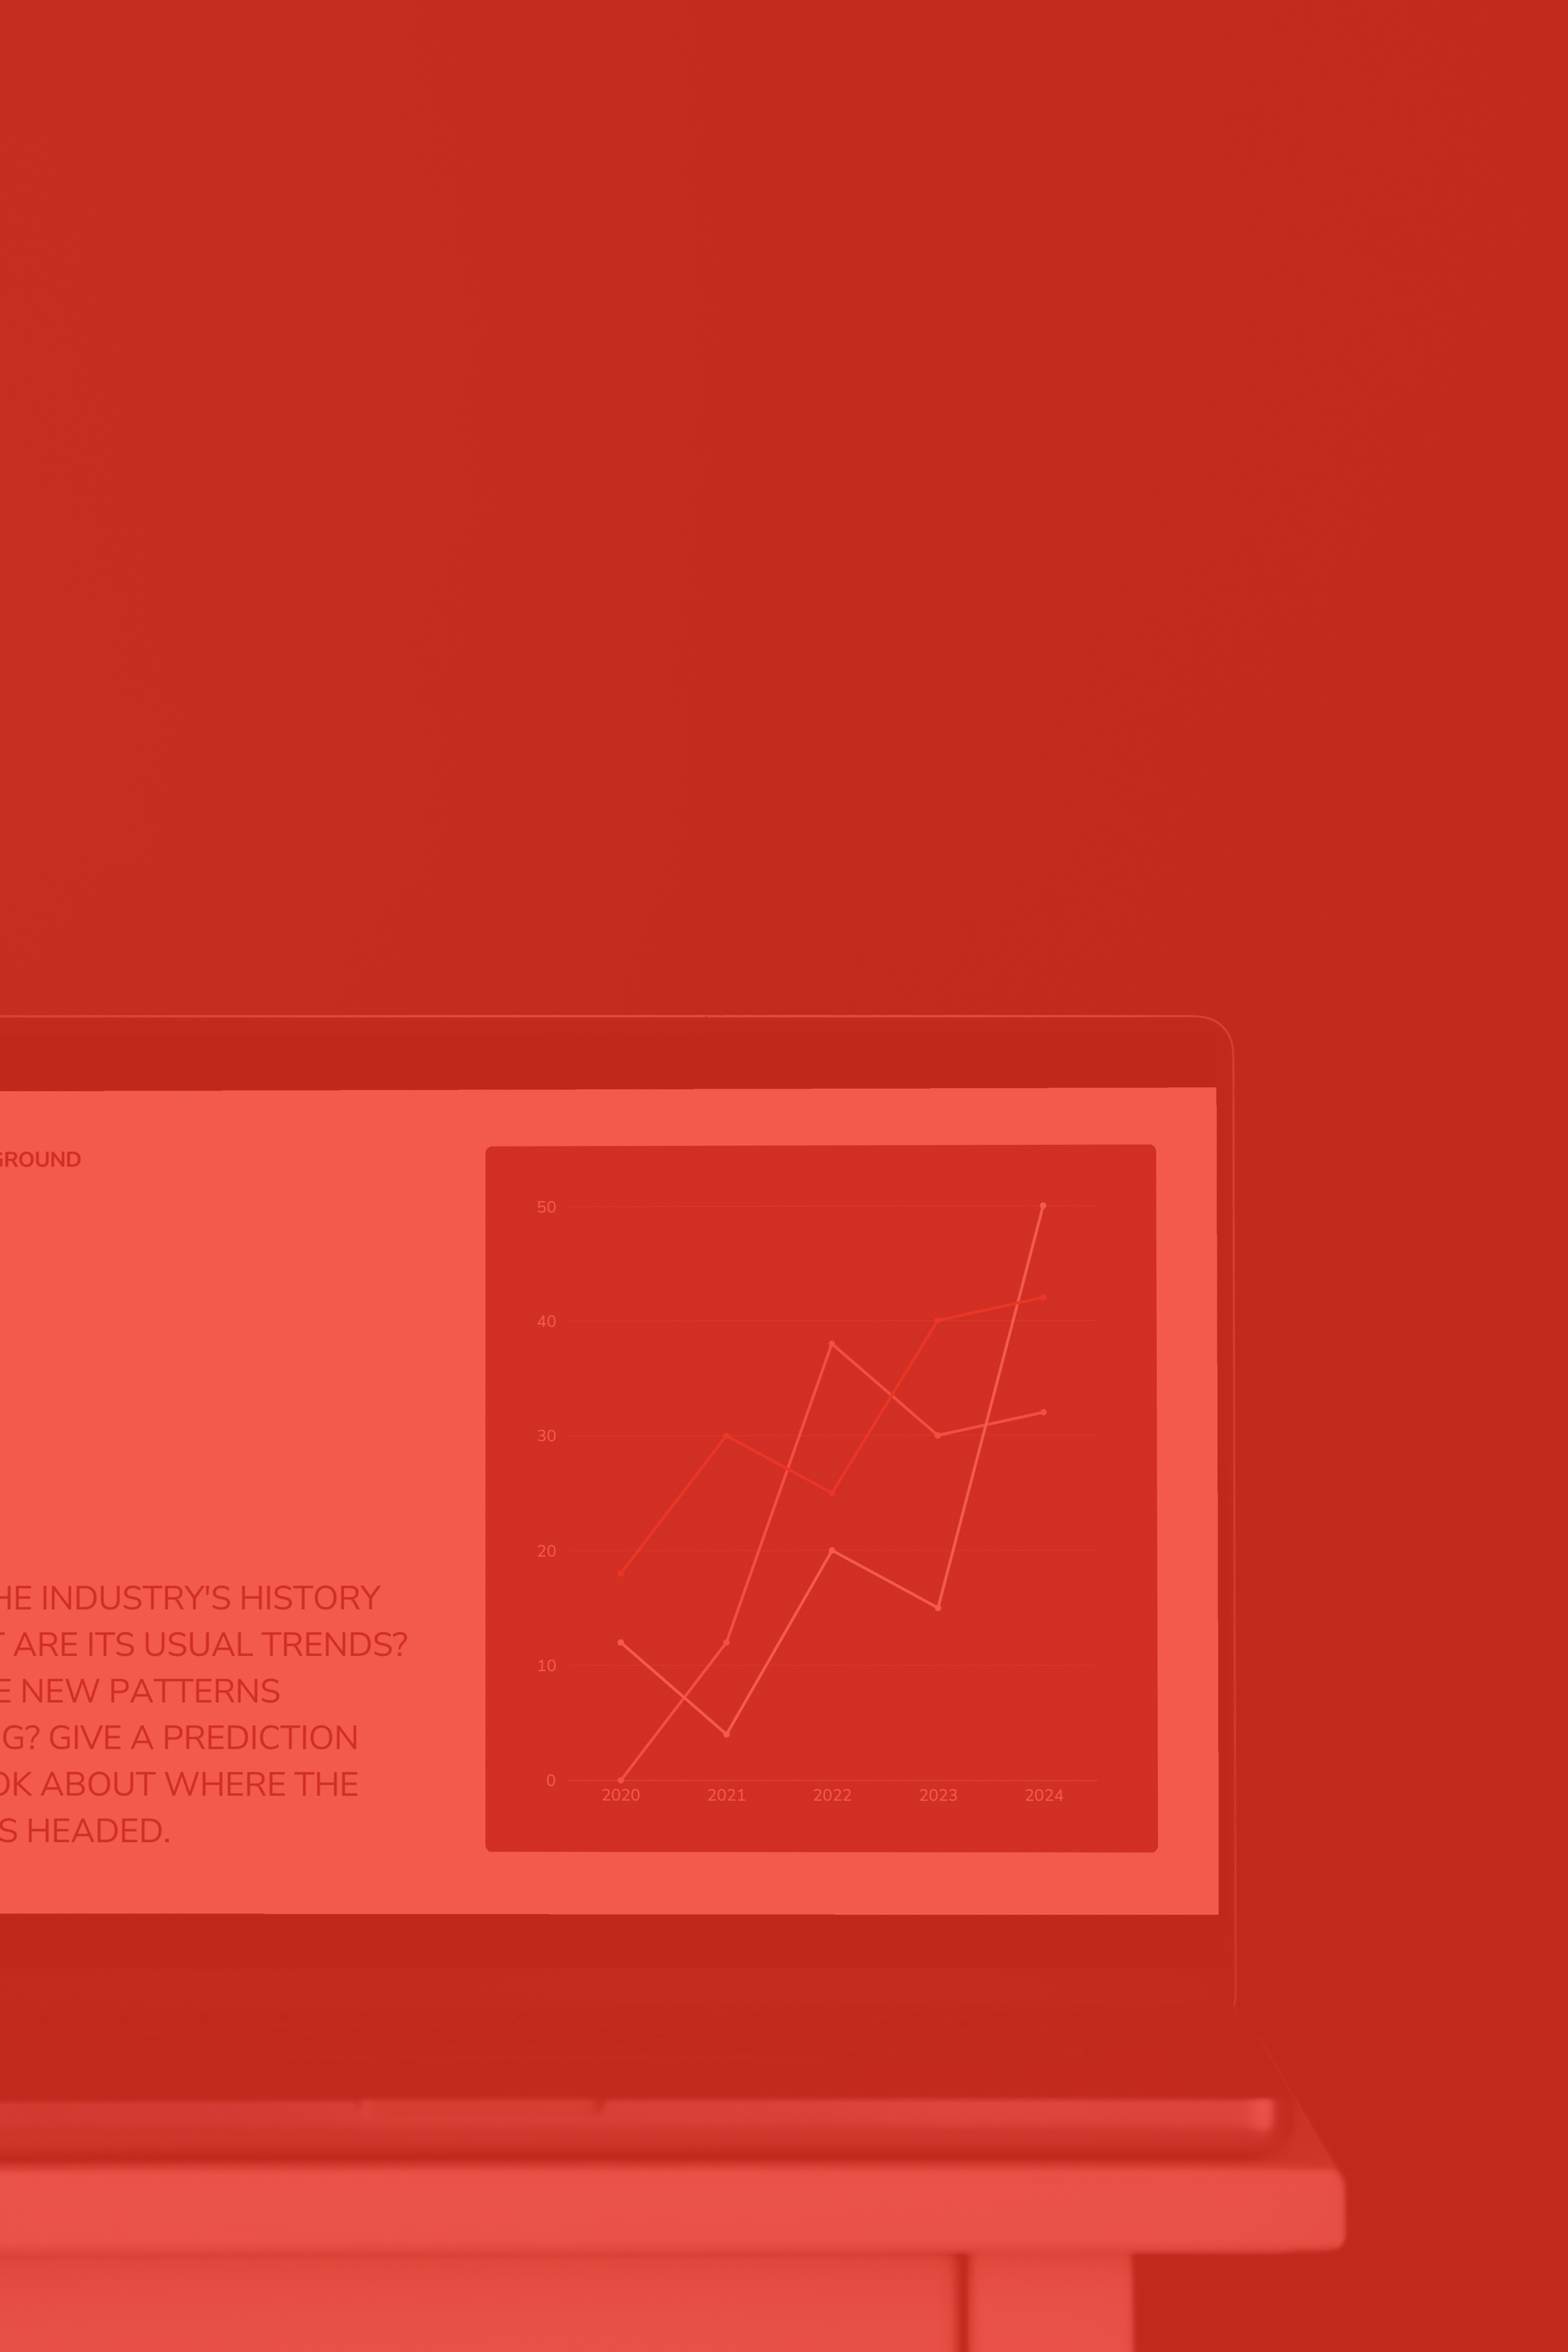 GROUND
HE INDUSTRY'S HISTORY
T ARE ITS USUAL TRENDS?
E NEW PATTERNS
G? GIVE A PREDICTION
OK ABOUT WHERE THE
S HEADED.
50
40
30
20
10
0
2020 2021 2022 2023 2024